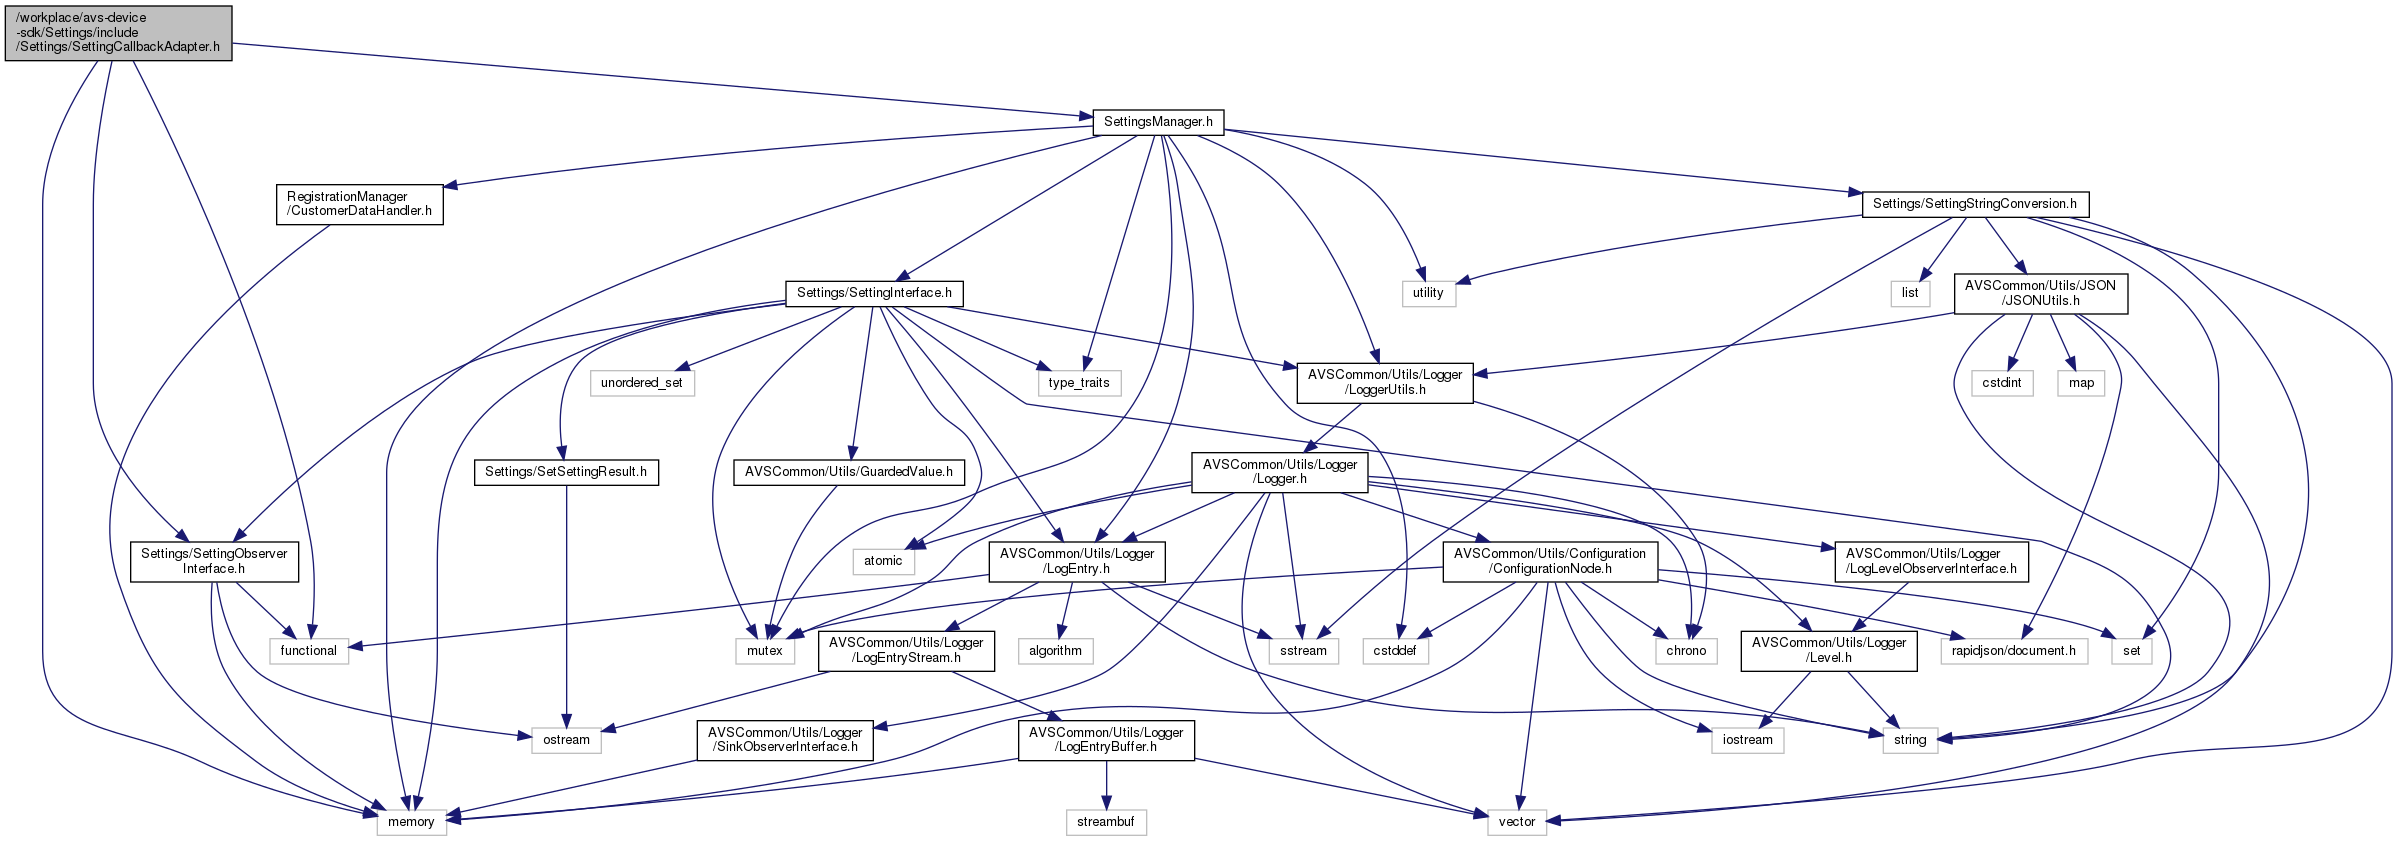 /workplace/avs-device
-sdk/Settings/include
/Settings/SettingCallbackAdapter.h
SettingsManager.h
RegistrationManager
/CustomerDataHandler.h
Settings/SettingStringConversion.h
Settings/SettingInterface.h
utility
list
AVSCommon/Utils/JSON
/JSONUtils.h
unordered_set
type_traits
AVSCommon/Utils/Logger
/LoggerUtils.h
cstdint
map
Settings/SetSettingResult.h
AVSCommon/Utils/GuardedValue.h
AVSCommon/Utils/Logger
/Logger.h
Settings/SettingObserver
Interface.h
atomic
AVSCommon/Utils/Logger
/LogEntry.h
AVSCommon/Utils/Configuration
/ConfigurationNode.h
AVSCommon/Utils/Logger
/LogLevelObserverInterface.h
functional
mutex
AVSCommon/Utils/Logger
/LogEntryStream.h
algorithm
sstream
cstddef
chrono
AVSCommon/Utils/Logger
/Level.h
rapidjson/document.h
set
ostream
AVSCommon/Utils/Logger
/SinkObserverInterface.h
AVSCommon/Utils/Logger
/LogEntryBuffer.h
iostream
string
memory
streambuf
vector